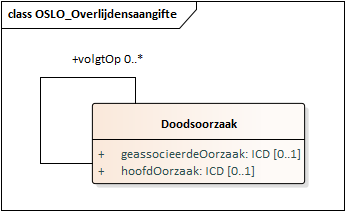 class OSLO_Overlijdensaangifte
+volgtOp 0..*
Doodsoorzaak
+ geassocieerdeOorzaak: ICD [0..1]
+ hoofdOorzaak: ICD [0..1]